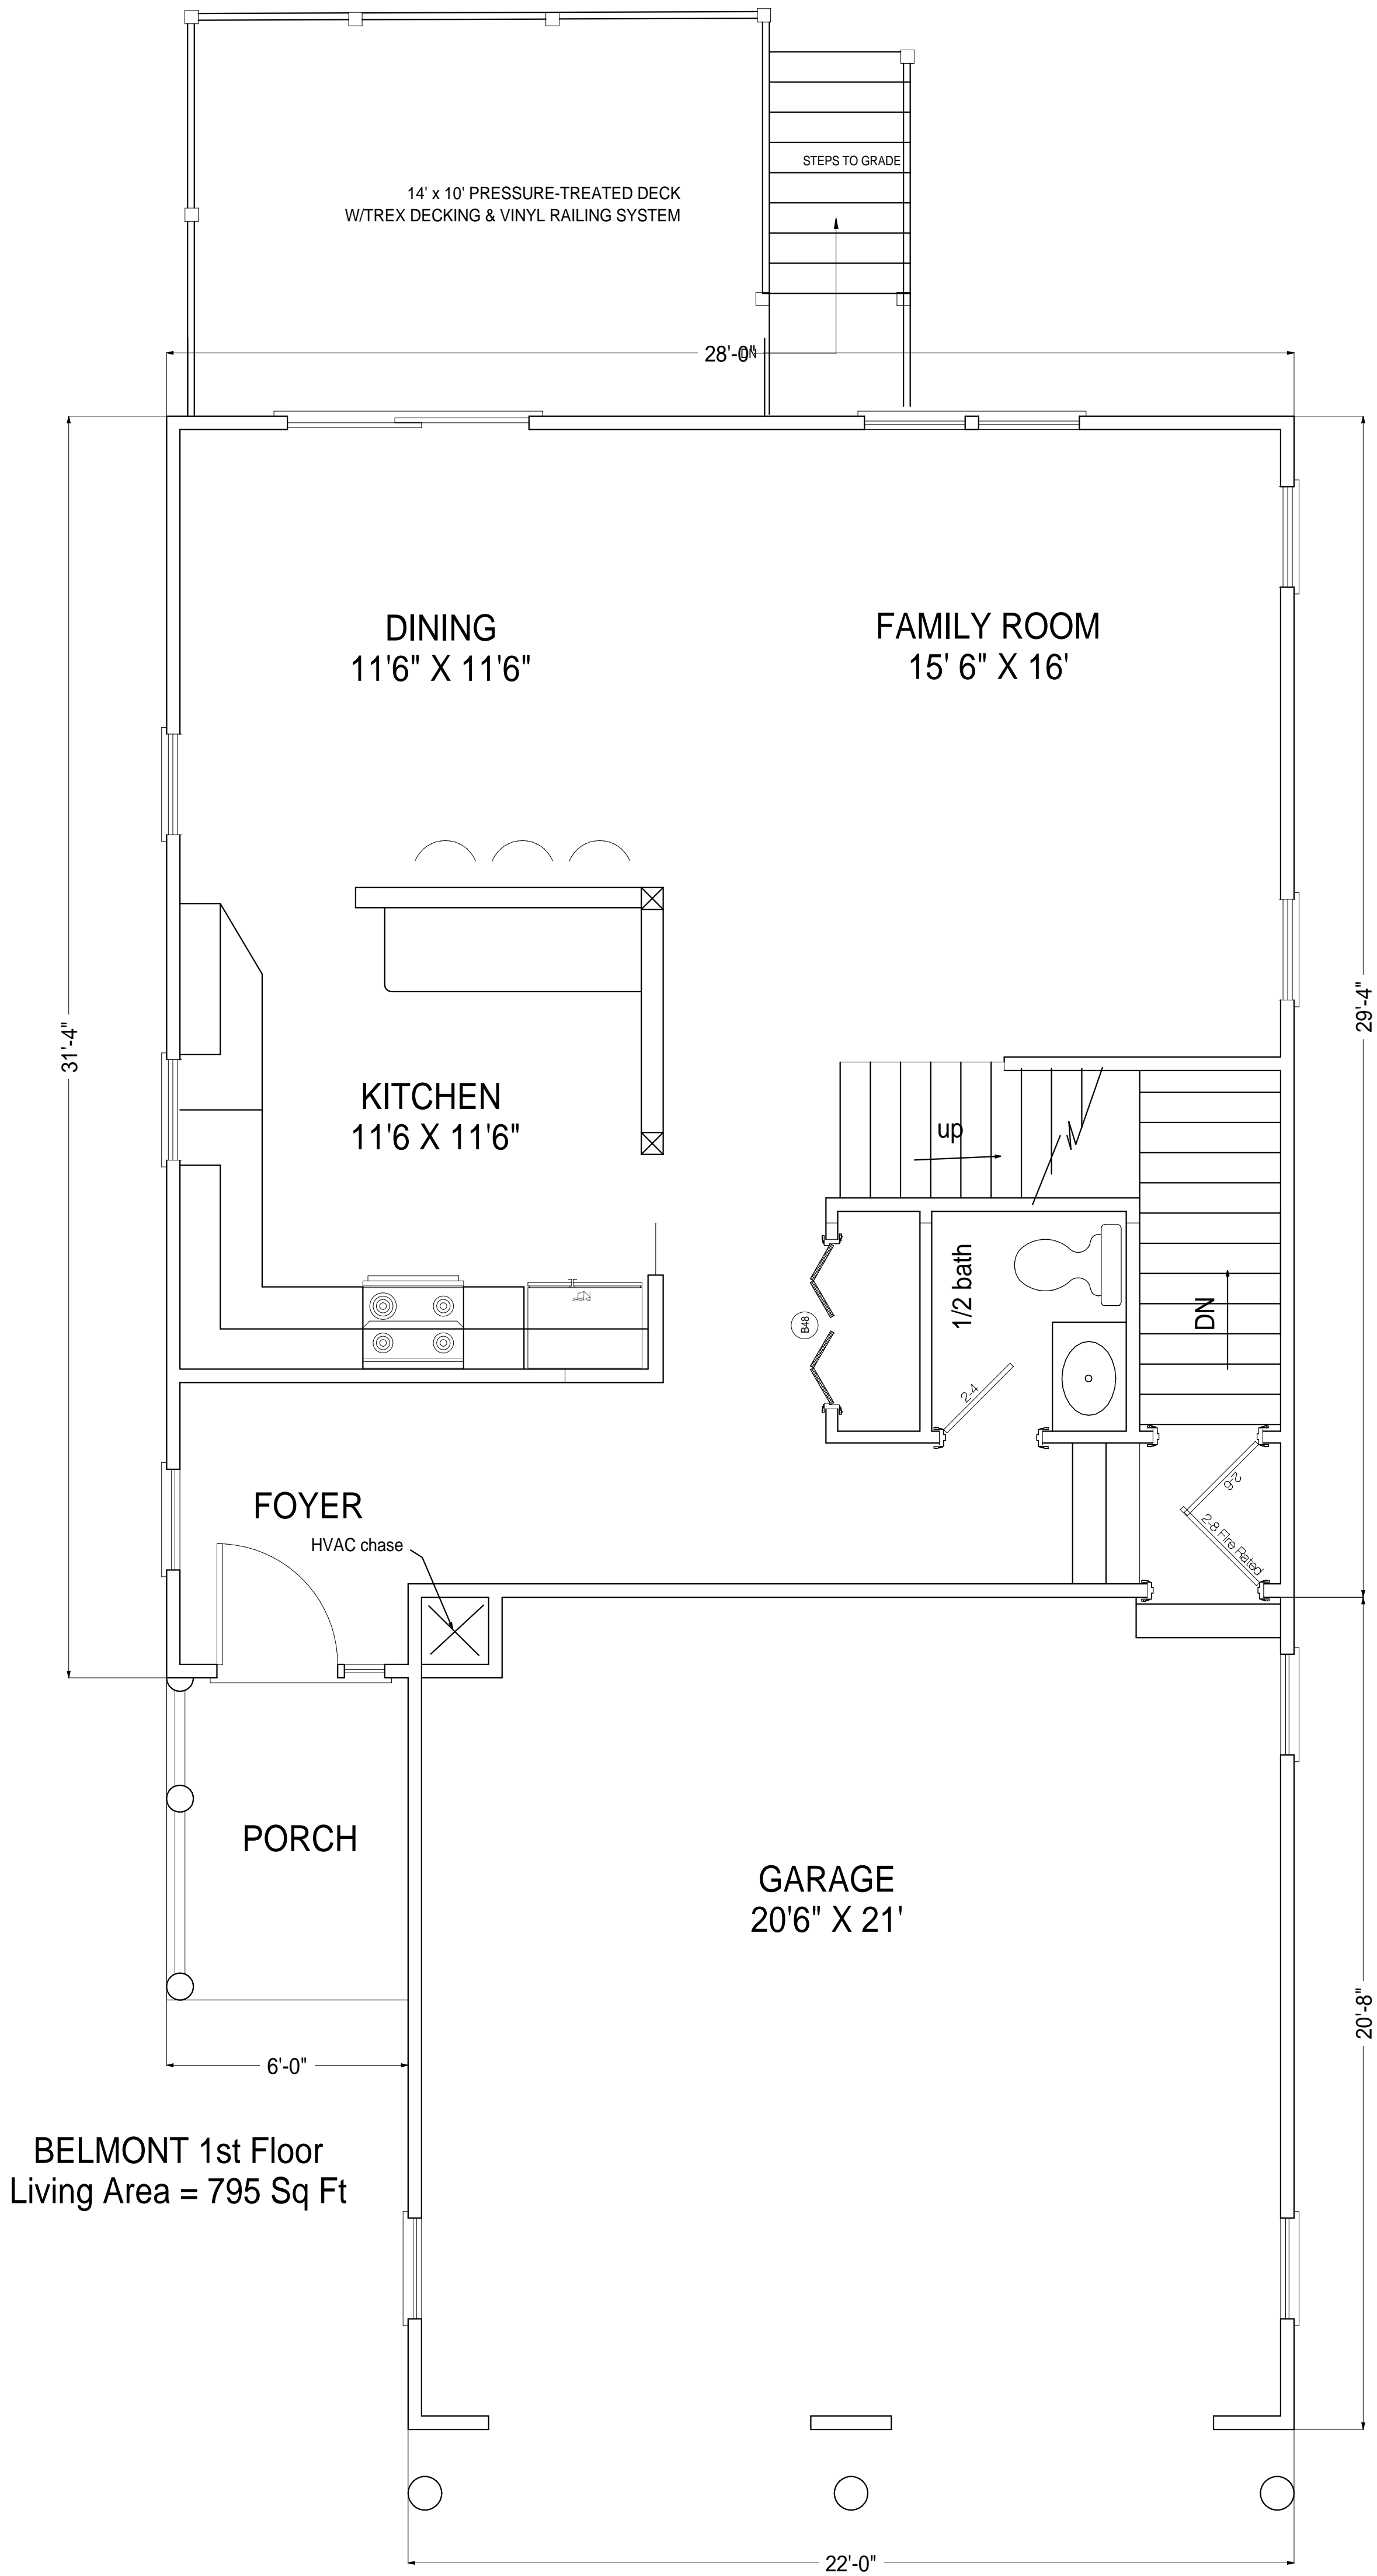 STEPS TO GRADE
14' x 10' PRESSURE-TREATED DECK
W/TREX DECKING & VINYL RAILING SYSTEM
28'-0"
DN
DINING
11'6" X 11'6"
FAMILY ROOM
15' 6" X 16'
31'-4"
29'-4"
KITCHEN
11'6 X 11'6"
up
1/2 bath
B48
DN
2-4
FOYER
HVAC chase
2-6
2-8 Fire Rated
PORCH
GARAGE
20'6" X 21'
20'-8"
6'-0"
BELMONT 1st Floor
Living Area = 795 Sq Ft
22'-0"